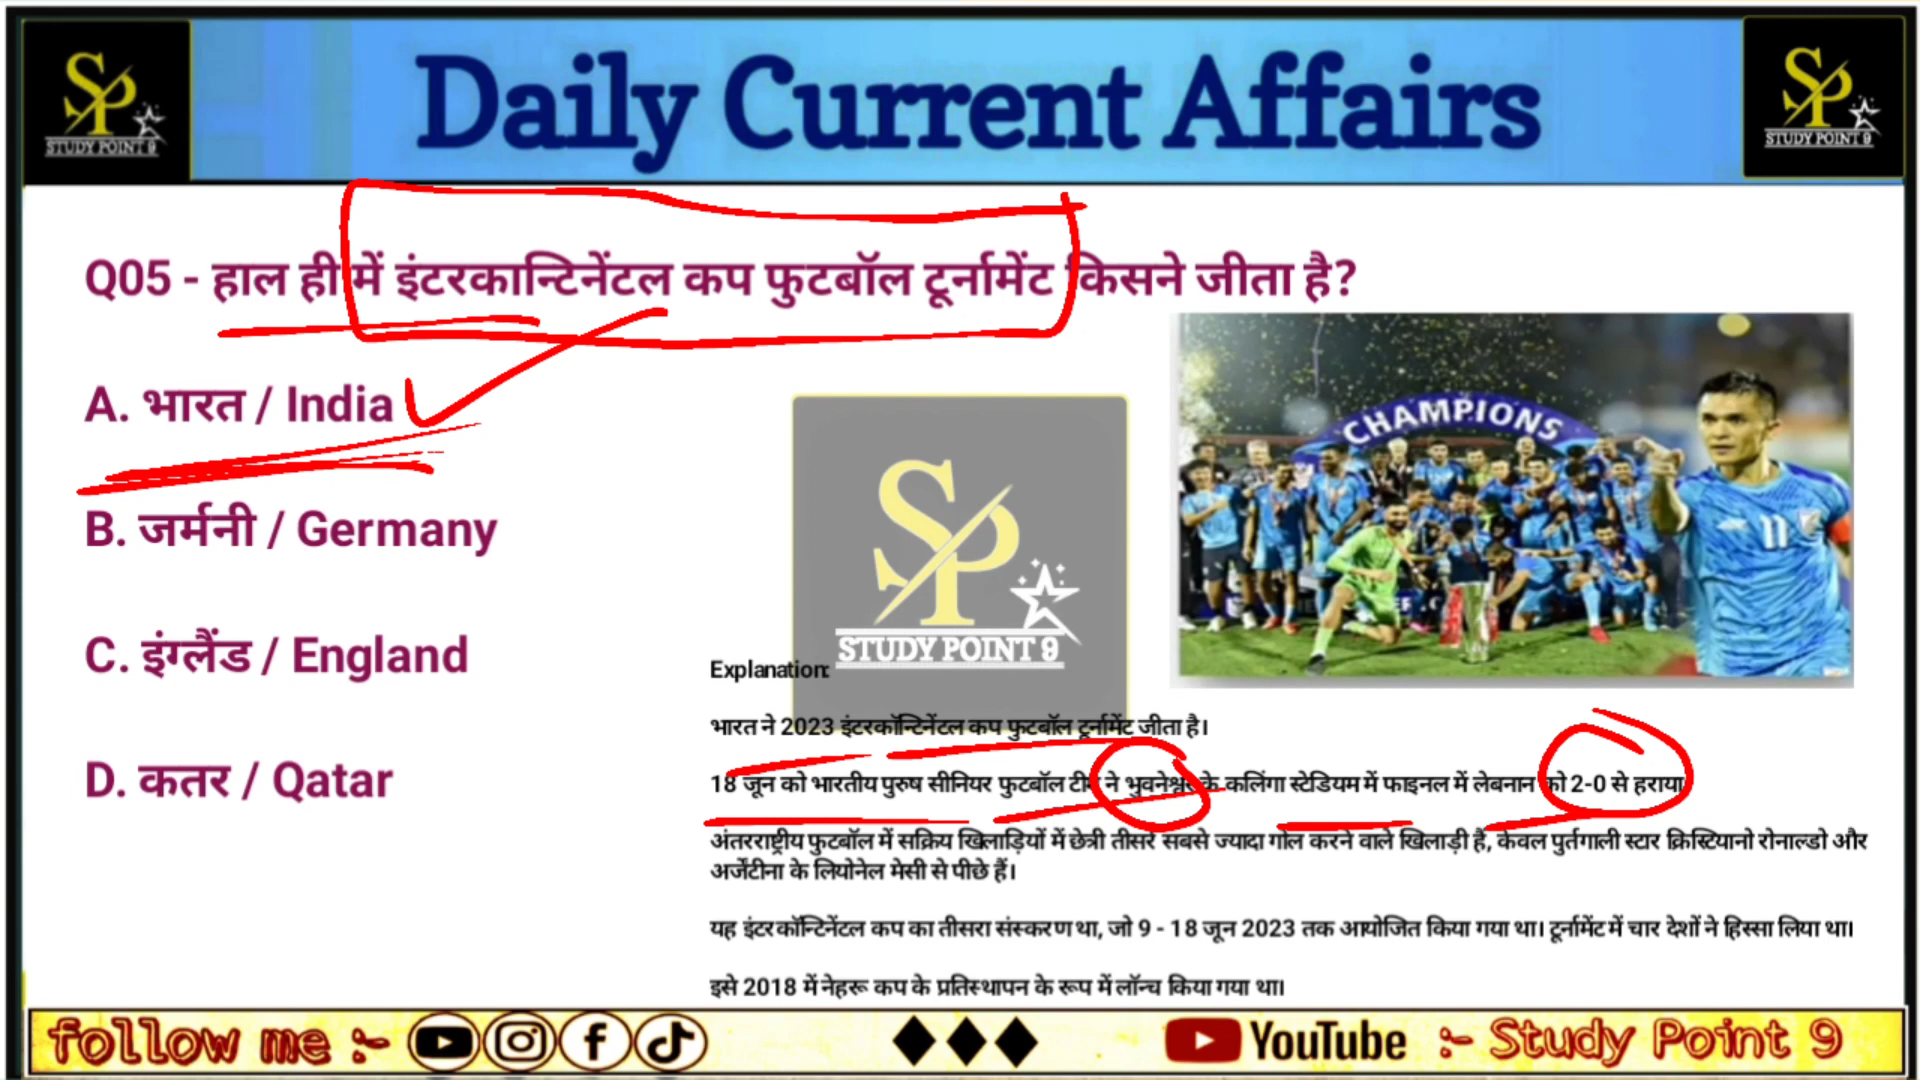 SP
STUDY POINT 9
Daily Current Affairs
SP
STUDY POINT 9
Q05 - हाल ही में इंटरकान्टिनेंटल कप फुटबॉल टूर्नामेंट किसने जीता है?
A. भारत / India
B. जर्मनी / Germany
C. इंग्लैंड / England
D. कतर / Qatar
CHAMPIONS
11
SP
STUDY POINT 9
Explanation:
भारत ने 2023 इंटरकॉन्टिनेंटल कप फुटबॉल टूर्नामेंट जीता है।
18 जून को भारतीय पुरुष सीनियर फुटबॉल टीम ने भुवनेश्वर के कलिंगा स्टेडियम में फाइनल में लेबनान को 2-0 से हराया
अंतरराष्ट्रीय फुटबॉल में सक्रिय खिलाड़ियों में छेत्री तीसरे सबसे ज्यादा गोल करने वाले खिलाड़ी हैं, केवल पुर्तगाली स्टार क्रिस्टियानो रोनाल्डो और
अर्जेंटीना के लियोनेल मेसी से पीछे हैं।
यह इंटरकॉन्टिनेंटल कप का तीसरा संस्करण था, जो 9 - 18 जून 2023 तक आयोजित किया गया था। टूर्नामेंट में चार देशों ने हिस्सा लिया था।
इसे 2018 में नेहरू कप के प्रतिस्थापन के रूप में लॉन्च किया गया था।
follow me :-
YouTube :- Study Point 9